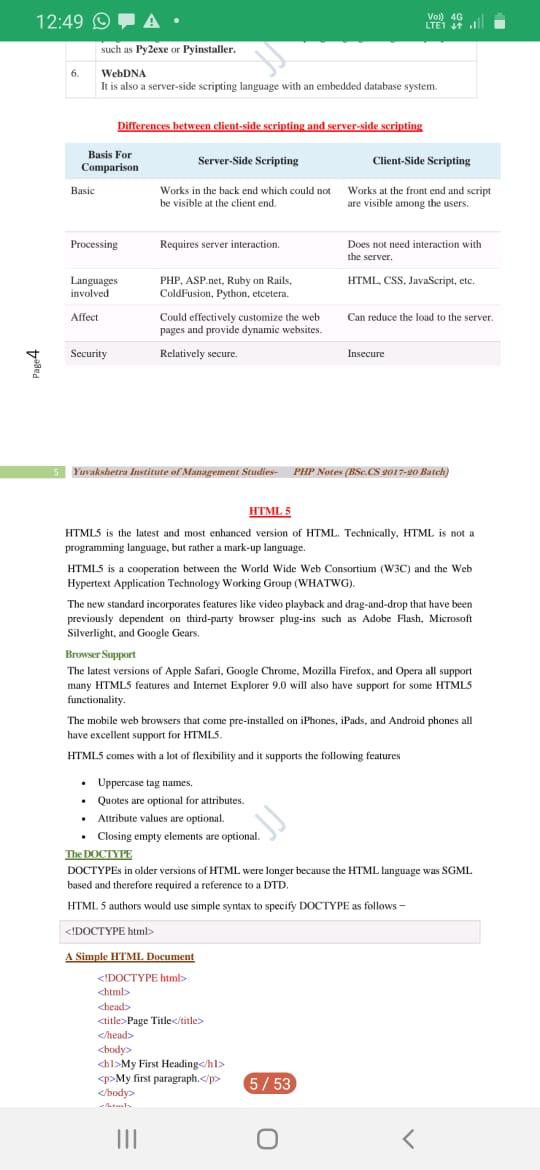 12:49
Vo)) 4G
LTE1
such as Py2exe or Pyinstaller.
6. WebDNA
It is also a server-side scripting language with an embedded database system.
Differences between client-side scripting and server-side scripting
Basis For Comparison Server-Side Scripting Client-Side Scripting
Basic Works in the back end which could not Works at the front end and script
be visible at the client end. are visible among the users.
Processing Requires server interaction. Does not need interaction with
the server.
Languages PHP, ASP.net, Ruby on Rails, HTML, CSS, JavaScript, etc.
involved ColdFusion, Python, etcetera.
Affect Could effectively customize the web Can reduce the load to the server.
pages and provide dynamic websites.
Security Relatively secure. Insecure
Page4
5 Yuvakshetra Institute of Management Studies- PHP Notes (BSc.CS 2017-20 Batch)
HTML 5
HTML5 is the latest and most enhanced version of HTML. Technically, HTML is not a
programming language, but rather a mark-up language.
HTML5 is a cooperation between the World Wide Web Consortium (W3C) and the Web
Hypertext Application Technology Working Group (WHATWG).
The new standard incorporates features like video playback and drag-and-drop that have been
previously dependent on third-party browser plug-ins such as Adobe Flash, Microsoft
Silverlight, and Google Gears.
Browser Support
The latest versions of Apple Safari, Google Chrome, Mozilla Firefox, and Opera all support
many HTML5 features and Internet Explorer 9.0 will also have support for some HTML5
functionality.
The mobile web browsers that come pre-installed on iPhones, iPads, and Android phones all
have excellent support for HTML5.
HTML5 comes with a lot of flexibility and it supports the following features
• Uppercase tag names.
• Quotes are optional for attributes.
• Attribute values are optional.
• Closing empty elements are optional.
JJ
The DOCTYPE
DOCTYPEs in older versions of HTML were longer because the HTML language was SGML
based and therefore required a reference to a DTD.
HTML 5 authors would use simple syntax to specify DOCTYPE as follows −
<!DOCTYPE html>
A Simple HTML Document
<!DOCTYPE html>
<html>
<head>
<title>Page Title</title>
</head>
<body>
<h1>My First Heading</h1>
<p>My first paragraph.</p>
5 / 53
</body>
</html>